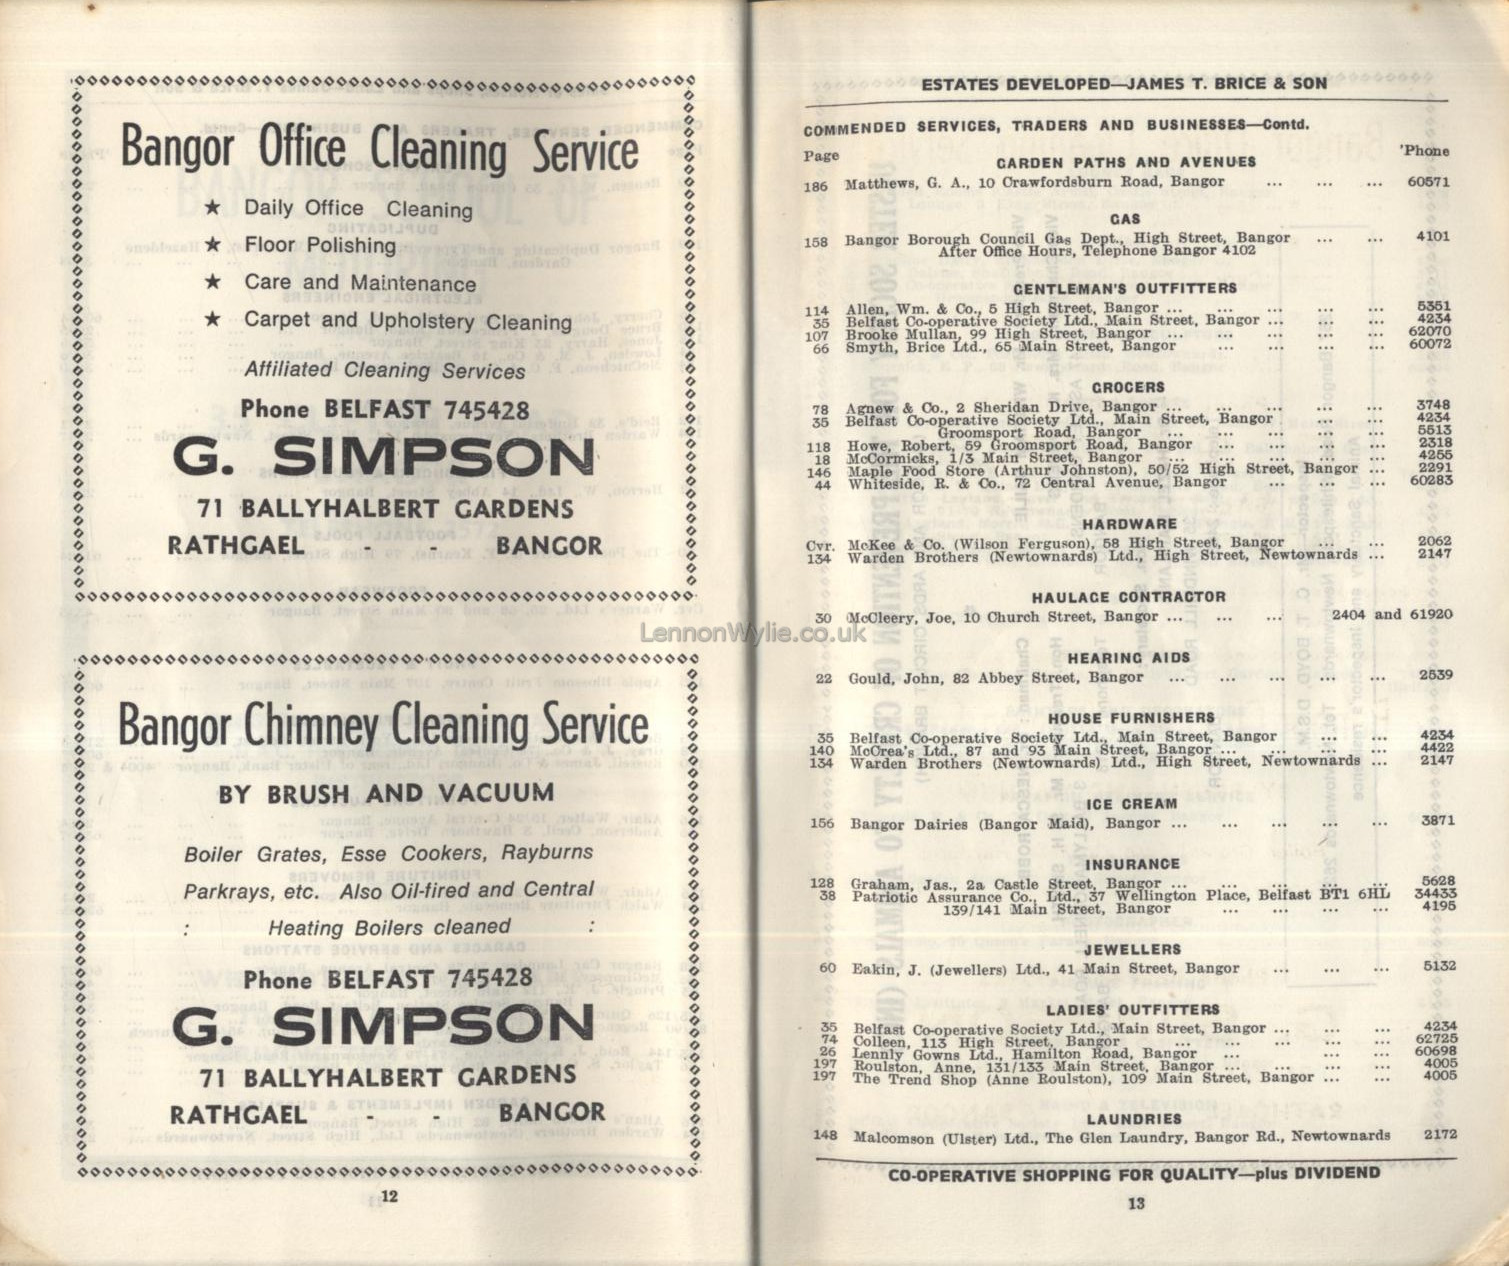 Bangor Office Cleaning Service
★ Daily Office Cleaning
★ Floor Polishing
★ Care and Maintenance
★ Carpet and Upholstery Cleaning
Affiliated Cleaning Services
Phone BELFAST 745428
G. SIMPSON
71 BALLYHALBERT GARDENS
RATHGAEL - - BANGOR
Bangor Chimney Cleaning Service
BY BRUSH AND VACUUM
Boiler Grates, Esse Cookers, Rayburns
Parkrays, etc. Also Oil-fired and Central
: Heating Boilers cleaned :
Phone BELFAST 745428
G. SIMPSON
71 BALLYHALBERT GARDENS
RATHGAEL - - BANGOR
12
ESTATES DEVELOPED—JAMES T. BRICE & SON
COMMENDED SERVICES, TRADERS AND BUSINESSES—Contd.
Page 'Phone
GARDEN PATHS AND AVENUES
186 Matthews, G. A., 10 Crawfordsburn Road, Bangor ... ... ... 60571
GAS
158 Bangor Borough Council Gas Dept., High Street, Bangor ... ... 4101
After Office Hours, Telephone Bangor 4102
GENTLEMAN'S OUTFITTERS
114 Allen, Wm. & Co., 5 High Street, Bangor ... ... ... ... ... 5351
35 Belfast Co-operative Society Ltd., Main Street, Bangor ... ... ... 4234
107 Brooke Mullan, 99 High Street, Bangor ... ... ... ... ... 62070
66 Smyth, Brice Ltd., 65 Main Street, Bangor ... ... ... ... 60072
GROCERS
78 Agnew & Co., 2 Sheridan Drive, Bangor ... ... ... ... ... 3748
35 Belfast Co-operative Society Ltd., Main Street, Bangor ... ... 4234
Groomsport Road, Bangor ... ... ... ... ... 5513
118 Howe, Robert, 59 Groomsport Road, Bangor ... ... ... ... 2318
18 McCormicks, 1/3 Main Street, Bangor ... ... ... ... ... 4255
146 Maple Food Store (Arthur Johnston), 50/52 High Street, Bangor ... 2291
44 Whiteside, R. & Co., 72 Central Avenue, Bangor ... ... ... 60283
HARDWARE
Cvr. McKee & Co. (Wilson Ferguson), 58 High Street, Bangor ... ... 2062
134 Warden Brothers (Newtownards) Ltd., High Street, Newtownards ... 2147
HAULAGE CONTRACTOR
30 McCleery, Joe, 10 Church Street, Bangor ... ... ... 2404 and 61920
LennonWylie.co.uk
HEARING AIDS
22 Gould, John, 82 Abbey Street, Bangor ... ... ... ... ... 2539
HOUSE FURNISHERS
35 Belfast Co-operative Society Ltd., Main Street, Bangor ... ... 4234
140 McCrea's Ltd., 87 and 93 Main Street, Bangor ... ... ... ... 4422
134 Warden Brothers (Newtownards) Ltd., High Street, Newtownards ... 2147
ICE CREAM
156 Bangor Dairies (Bangor Maid), Bangor ... ... ... ... ... 3871
INSURANCE
128 Graham, Jas., 2a Castle Street, Bangor ... ... ... ... ... 5628
38 Patriotic Assurance Co., Ltd., 37 Wellington Place, Belfast BT1 6HL 34433
139/141 Main Street, Bangor ... ... ... ... 4195
JEWELLERS
60 Eakin, J. (Jewellers) Ltd., 41 Main Street, Bangor ... ... ... 5132
LADIES' OUTFITTERS
35 Belfast Co-operative Society Ltd., Main Street, Bangor ... ... ... 4234
74 Colleen, 113 High Street, Bangor ... ... ... ... ... 62725
26 Lennly Gowns Ltd., Hamilton Road, Bangor ... ... ... 60698
197 Roulston, Anne, 131/133 Main Street, Bangor ... ... ... ... 4005
197 The Trend Shop (Anne Roulston), 109 Main Street, Bangor ... ... 4005
LAUNDRIES
148 Malcomson (Ulster) Ltd., The Glen Laundry, Bangor Rd., Newtownards 2172
CO-OPERATIVE SHOPPING FOR QUALITY—plus DIVIDEND
13